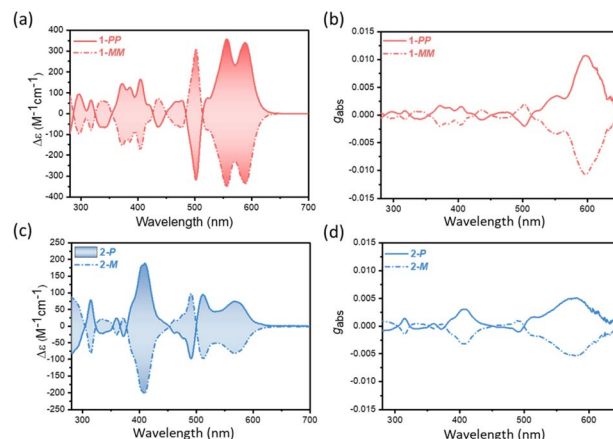 (a)
1-PP
1-MM
400
300
200
100
0
-100
-200
-300
-400
Δε (M⁻¹cm⁻¹)
300
400
500
600
700
Wavelength (nm)
(b)
1-PP
1-MM
0.015
0.010
0.005
0.000
-0.005
-0.010
-0.015
gabs
300
400
500
600
Wavelength (nm)
(c)
2-P
2-M
250
200
150
100
50
0
-50
-100
-150
-200
-250
Δε (M⁻¹cm⁻¹)
300
400
500
600
700
Wavelength (nm)
(d)
2-P
2-M
0.015
0.010
0.005
0.000
-0.005
-0.010
-0.015
gabs
300
400
500
600
Wavelength (nm)